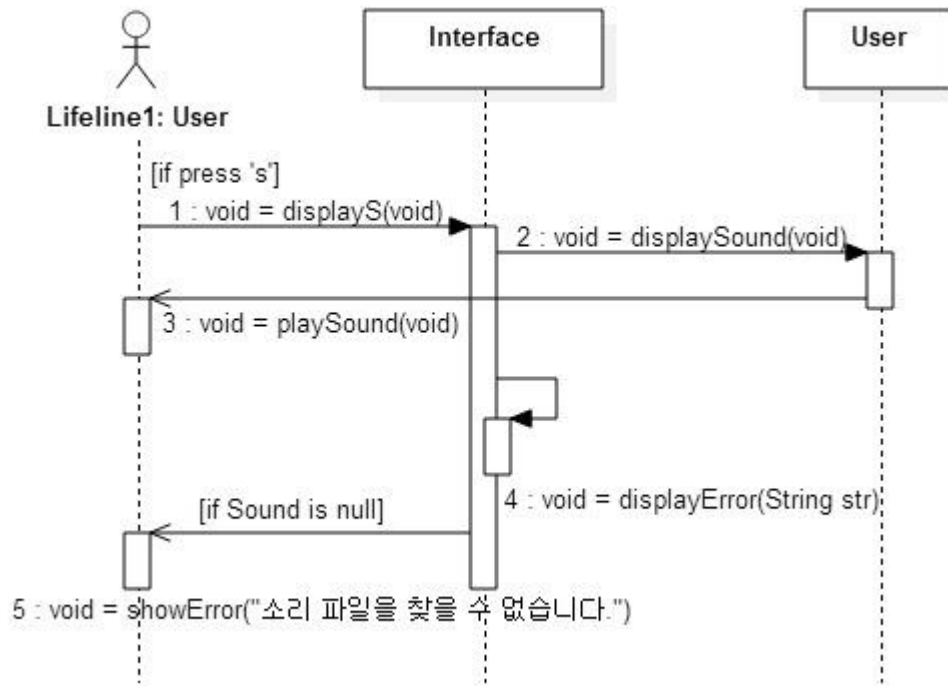 Interface
User
Lifeline1: User
[if press 's']
1 : void = displayS(void)
2 : void = displaySound(void)
3 : void = playSound(void)
4 : void = displayError(String str)
[if Sound is null]
5 : void = showError("소리 파일을 찾을 수 없습니다.")